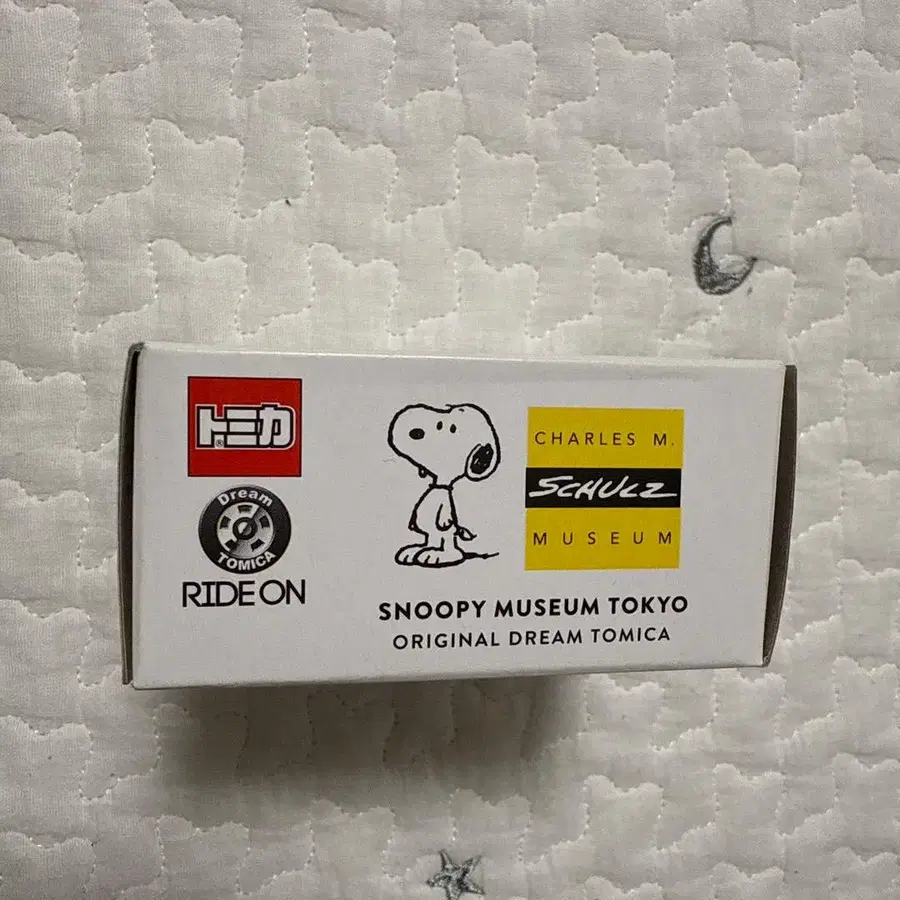 トミカ
®
Dream
TOMICA
RIDE ON
CHARLES M.
SCHULZ
MUSEUM
SNOOPY MUSEUM TOKYO
ORIGINAL DREAM TOMICA